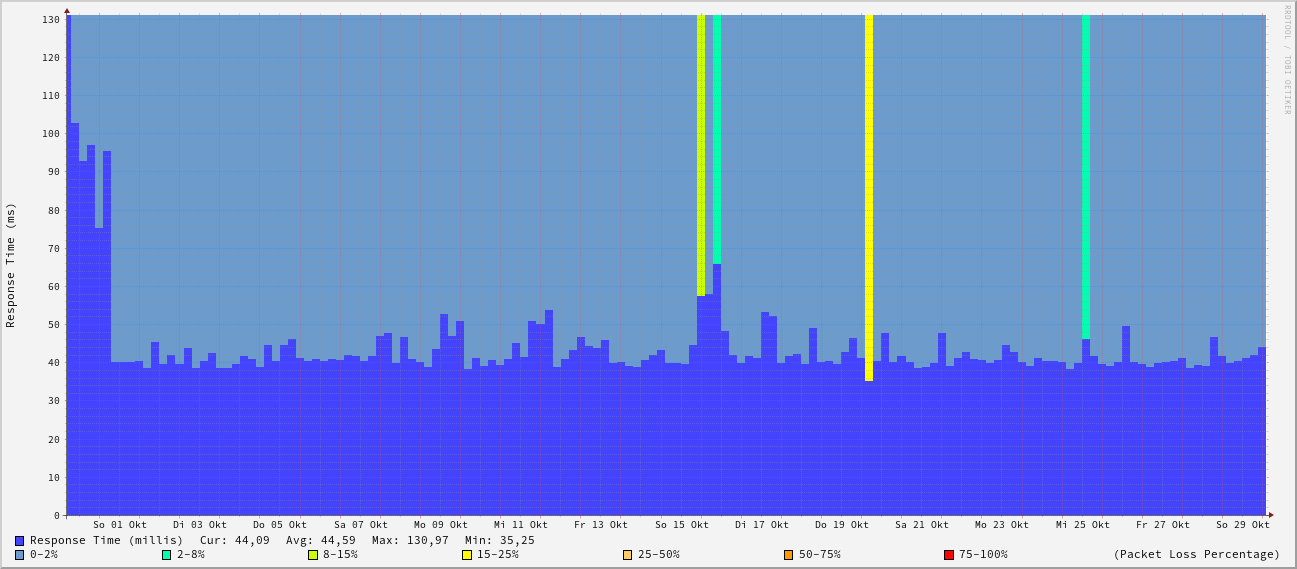 RRDTOOL / TOBI OETIKER
Response Time (ms)
130
120
110
100
90
80
70
60
50
40
30
20
10
0
So 01 Okt Di 03 Okt Do 05 Okt Sa 07 Okt Mo 09 Okt Mi 11 Okt Fr 13 Okt So 15 Okt Di 17 Okt Do 19 Okt Sa 21 Okt Mo 23 Okt Mi 25 Okt Fr 27 Okt So 29 Okt
Response Time (millis) Cur: 44,09 Avg: 44,59 Max: 130,97 Min: 35,25
0-2% 2-8% 8-15% 15-25% 25-50% 50-75% 75-100% (Packet Loss Percentage)